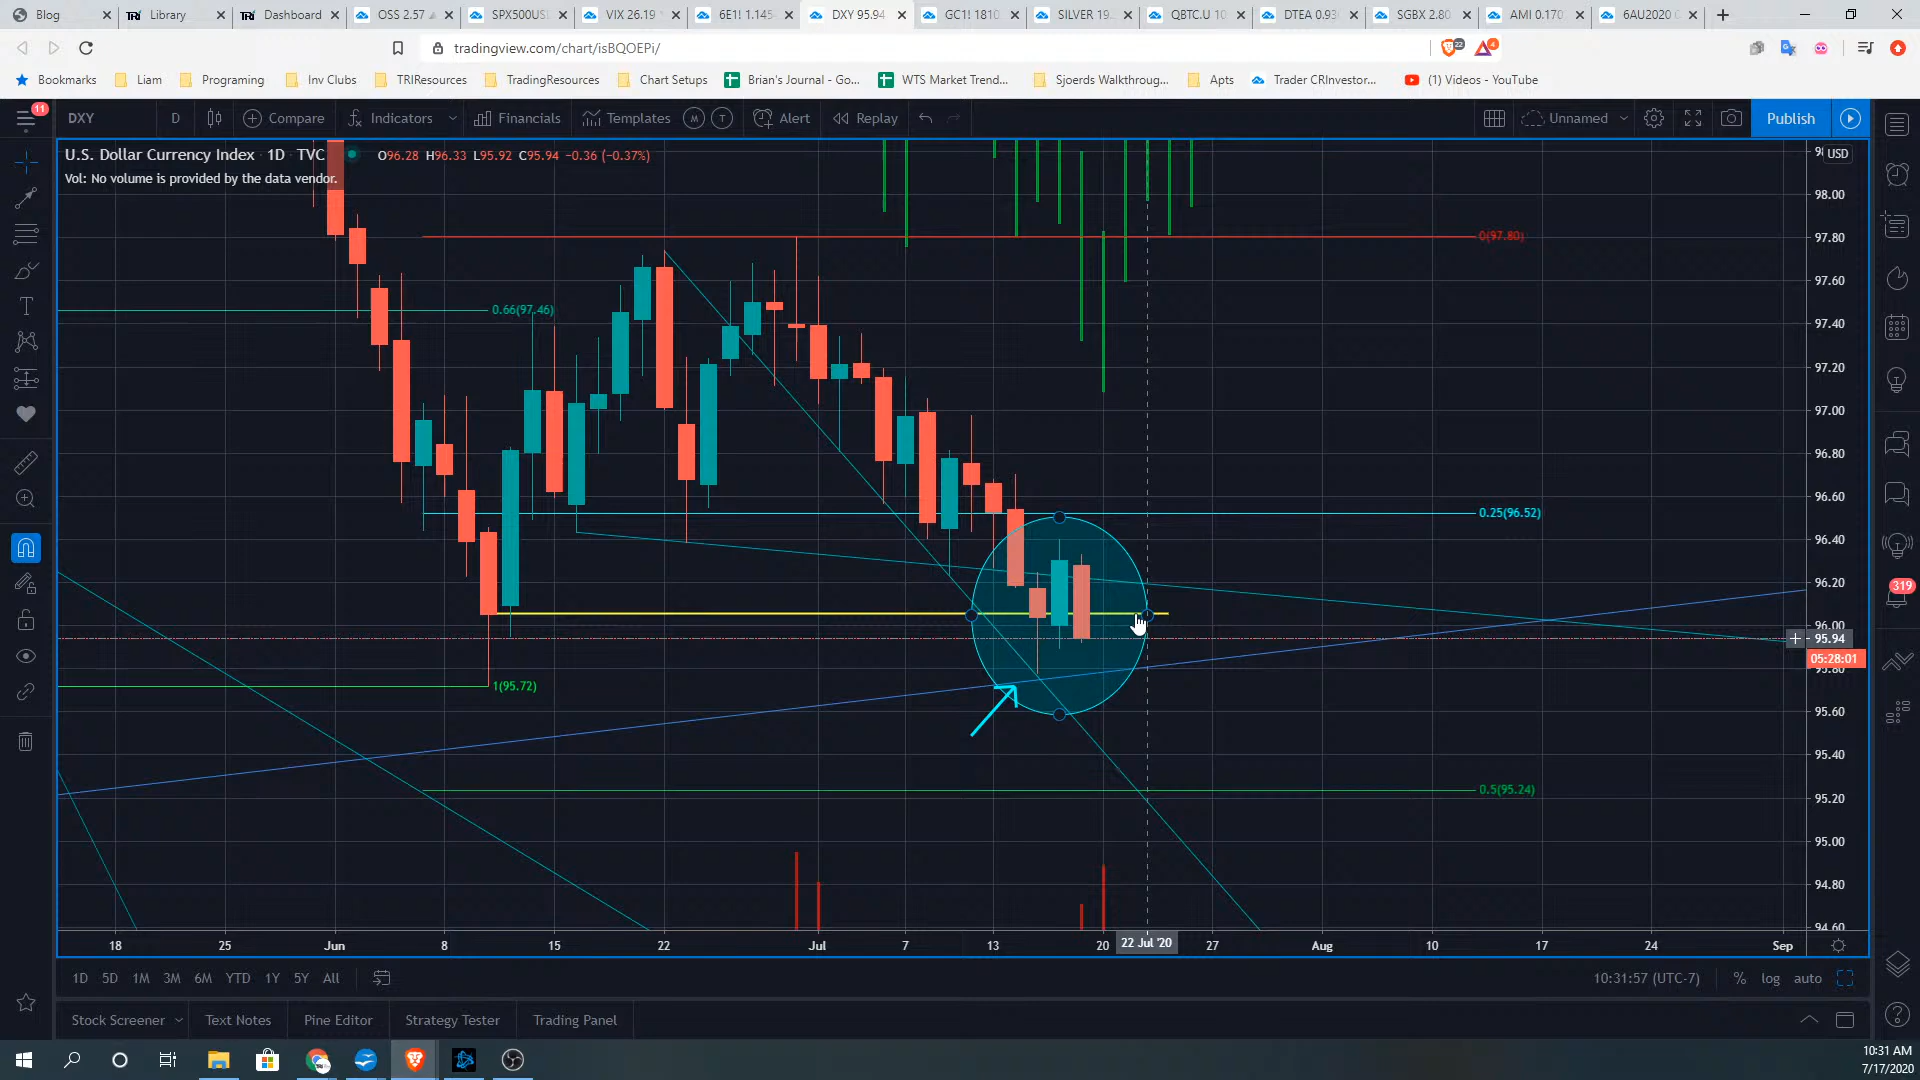 Blog
Library
Dashboard
OSS 2.57
SPX500US
VIX 26.19
6E1! 1.145
DXY 95.94
GC1! 1810
SILVER 19
QBTC.U 10
DTEA 0.93
SGBX 2.80
AMI 0.170
6AU2020
tradingview.com/chart/isBQOEPi/
22
4
Bookmarks
Liam
Programing
Inv Clubs
TRIResources
TradingResources
Chart Setups
Brian's Journal - Go...
WTS Market Trend...
Sjoerds Walkthroug...
Apts
Trader CRInvestor...
(1) Videos - YouTube
11
DXY
D
Compare
Indicators
Financials
Templates
M
T
Alert
Replay
Unnamed
Publish
U.S. Dollar Currency Index · 1D · TVC
O96.28 H96.33 L95.92 C95.94 −0.36 (−0.37%)
Vol: No volume is provided by the data vendor.
USD
98.00
97.80
97.60
97.40
97.20
97.00
96.80
96.60
96.40
96.20
96.00
95.94
05:28:01
95.80
95.60
95.40
95.20
95.00
94.80
94.60
0(97.80)
0.66(97.46)
0.25(96.52)
1(95.72)
0.5(95.24)
319
18
25
Jun
8
15
22
Jul
7
13
20
22 Jul '20
27
Aug
10
17
24
Sep
1D
5D
1M
3M
6M
YTD
1Y
5Y
All
10:31:57 (UTC-7)
%
log
auto
Stock Screener
Text Notes
Pine Editor
Strategy Tester
Trading Panel
10:31 AM
7/17/2020